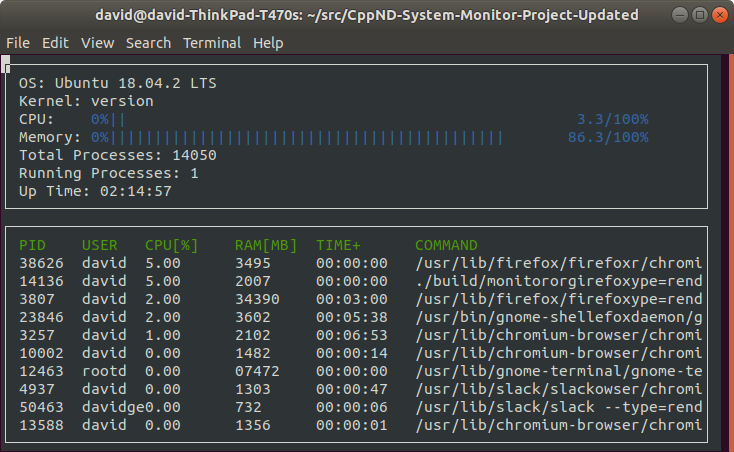 david@david-ThinkPad-T470s: ~/src/CppND-System-Monitor-Project-Updated
File Edit View Search Terminal Help
OS: Ubuntu 18.04.2 LTS
Kernel: version
CPU: 0%|| 3.3/100%
Memory: 0%|||||||||||||||||||||||||||||||||||||||||||| 86.3/100%
Total Processes: 14050
Running Processes: 1
Up Time: 02:14:57
PID USER CPU[%] RAM[MB] TIME+ COMMAND
38626 david 5.00 3495 00:00:00 /usr/lib/firefox/firefoxr/chromi
14136 david 5.00 2007 00:00:00 ./build/monitororgirefoxype=rend
3807 david 2.00 34390 00:03:00 /usr/lib/firefox/firefoxype=rend
23846 david 2.00 3602 00:05:38 /usr/bin/gnome-shellefoxdaemon/g
3257 david 1.00 2102 00:06:53 /usr/lib/chromium-browser/chromi
10002 david 0.00 1482 00:00:14 /usr/lib/chromium-browser/chromi
12463 rootd 0.00 07472 00:00:00 /usr/lib/gnome-terminal/gnome-te
4937 david 0.00 1303 00:00:47 /usr/lib/slack/slackowser/chromi
50463 davidge0.00 732 00:00:06 /usr/lib/slack/slack --type=rend
13588 david 0.00 1356 00:00:01 /usr/lib/chromium-browser/chromi